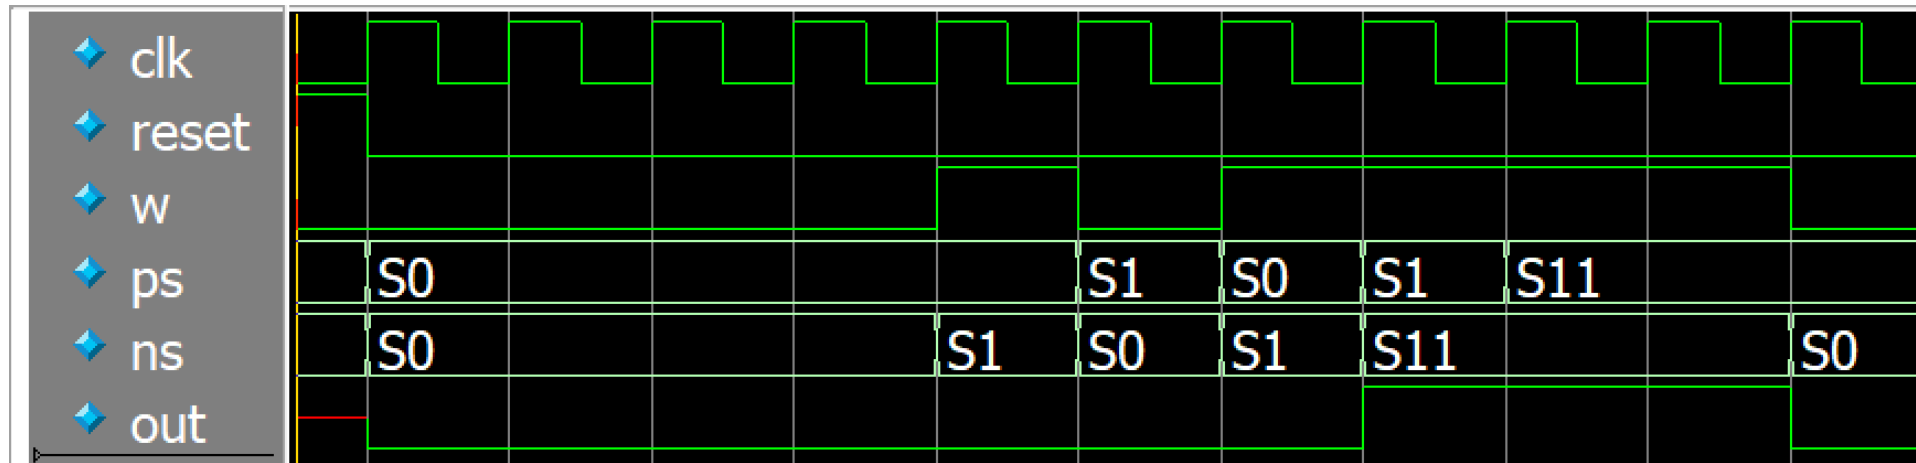 clk
reset
w
ps S0 S1 S0 S1 S11
ns S0 S1 S0 S1 S11 S0
out